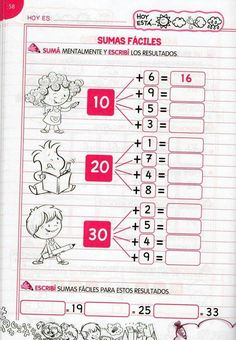 58
HOY ES:
HOY ESTÁ
SUMAS FÁCILES
SUMÁ MENTALMENTE Y ESCRIBÍ LOS RESULTADOS.
10
+ 6 = 16
+ 9 =
+ 5 =
+ 3 =
20
+ 1 =
+ 7 =
+ 4 =
+ 8 =
30
+ 2 =
+ 5 =
+ 4 =
+ 9 =
ESCRIBÍ SUMAS FÁCILES PARA ESTOS RESULTADOS.
= 19 = 25 = 33